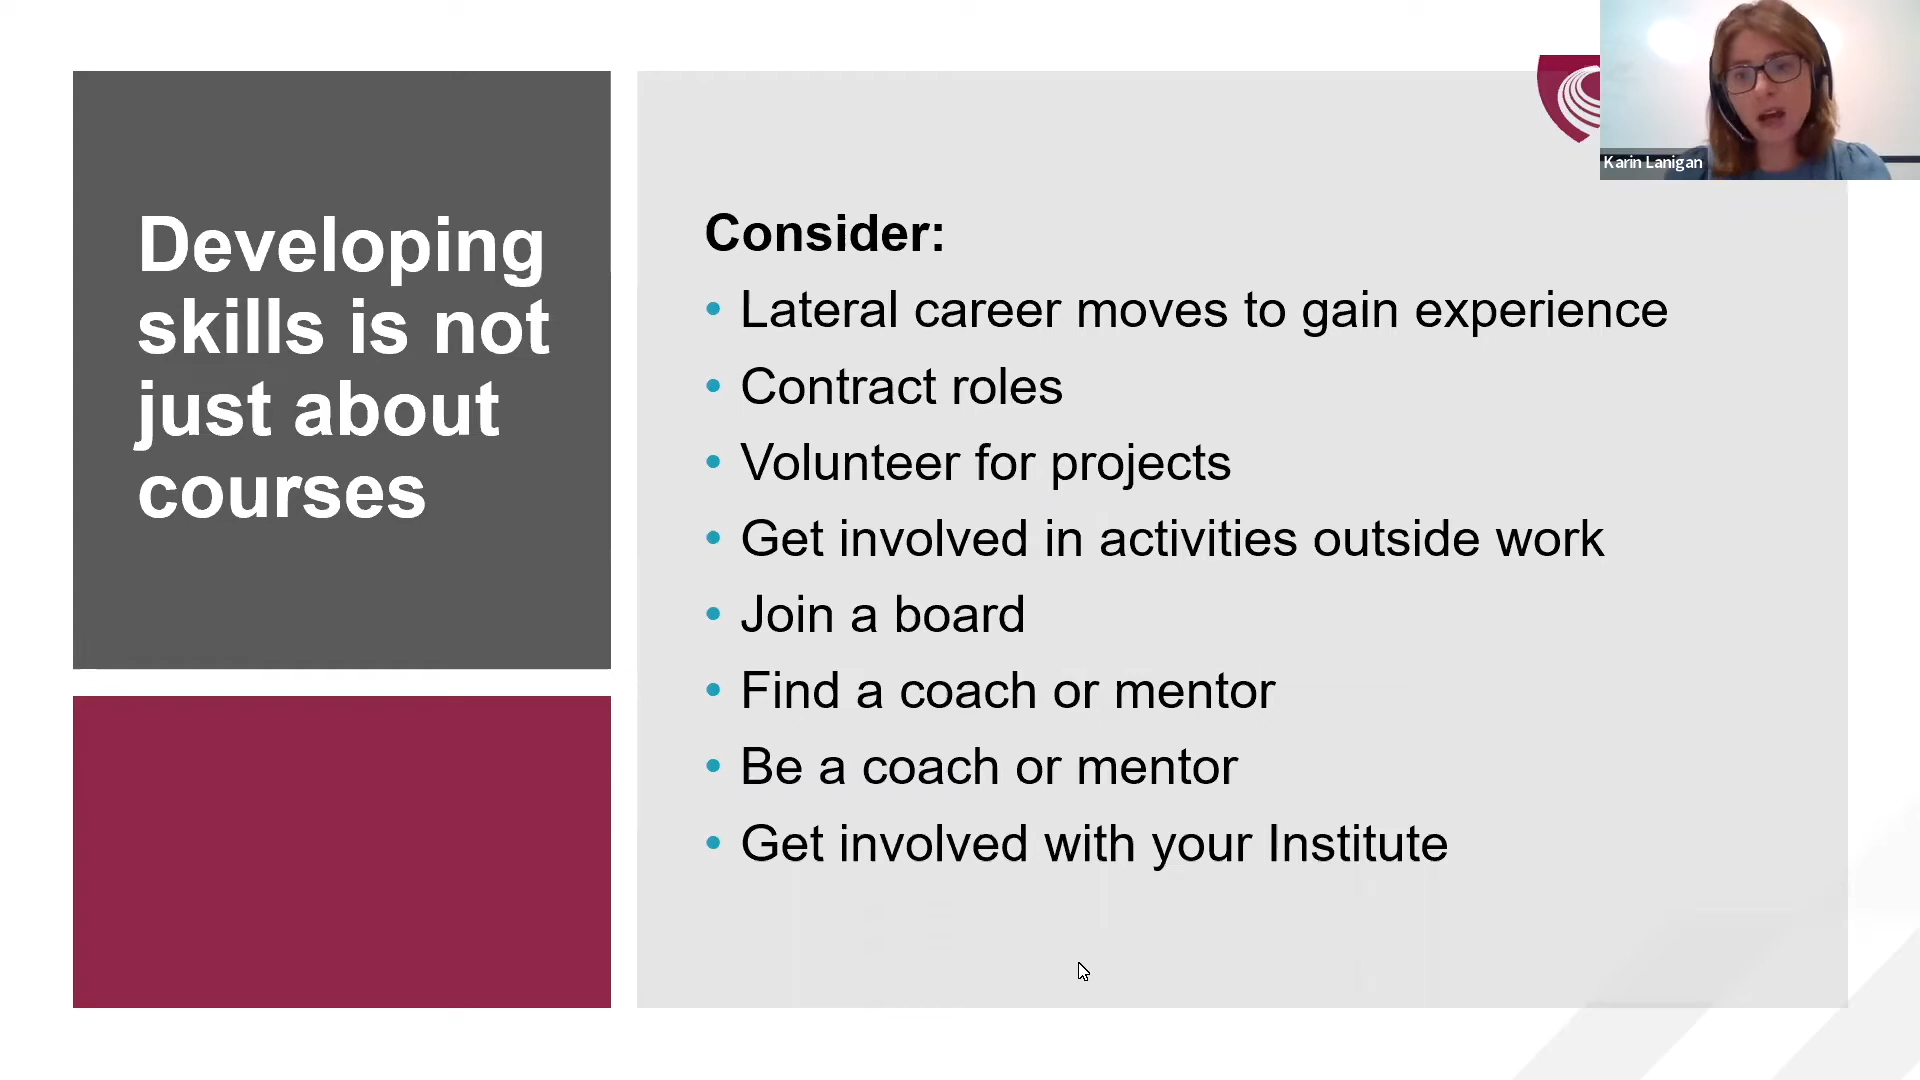 Developing
skills is not
just about
courses
Consider:
• Lateral career moves to gain experience
• Contract roles
• Volunteer for projects
• Get involved in activities outside work
• Join a board
• Find a coach or mentor
• Be a coach or mentor
• Get involved with your Institute
Karin Lanigan